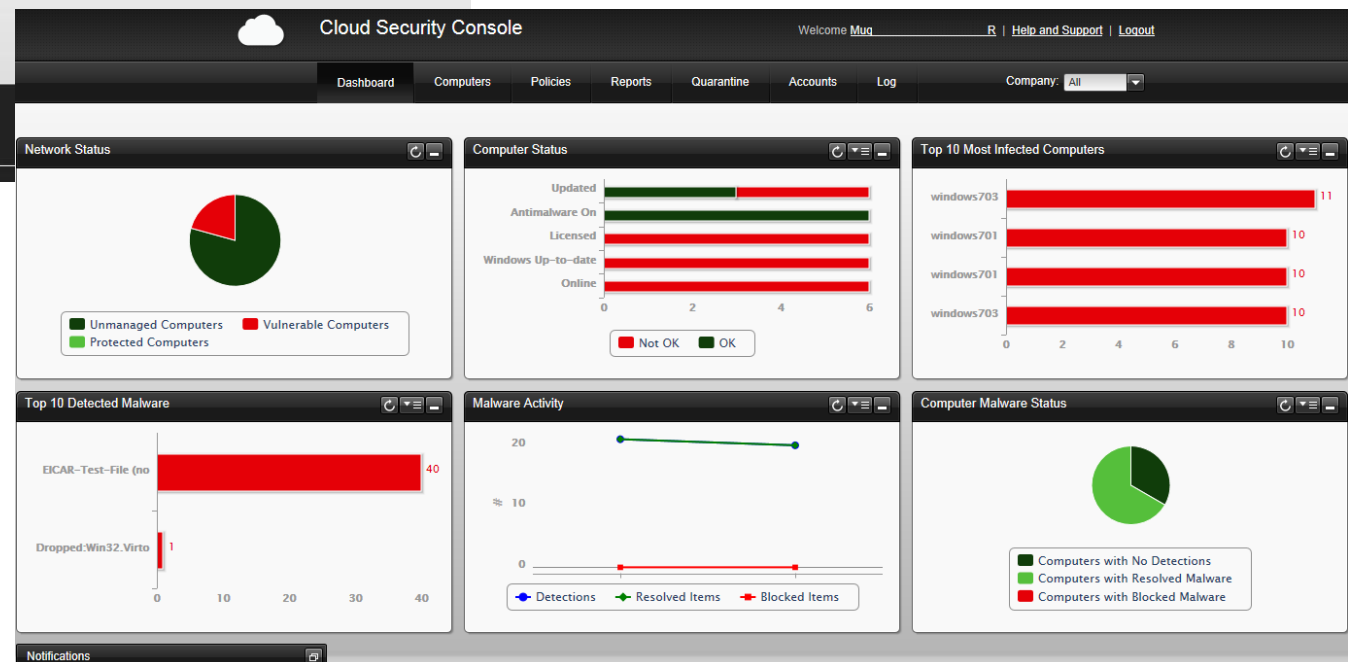 Cloud Security Console
Welcome Muq R | Help and Support | Logout
Dashboard Computers Policies Reports Quarantine Accounts Log Company: All
Network Status
Unmanaged Computers Vulnerable Computers
Protected Computers
Computer Status
Updated
Antimalware On
Licensed
Windows Up-to-date
Online
0 2 4 6
Not OK OK
Top 10 Most Infected Computers
windows703 11
windows701 10
windows701 10
windows703 10
0 2 4 6 8 10
Top 10 Detected Malware
EICAR-Test-File (no 40
Dropped:Win32.Virto 1
0 10 20 30 40
Malware Activity
20
# 10
0
Detections Resolved Items Blocked Items
Computer Malware Status
Computers with No Detections
Computers with Resolved Malware
Computers with Blocked Malware
Notifications